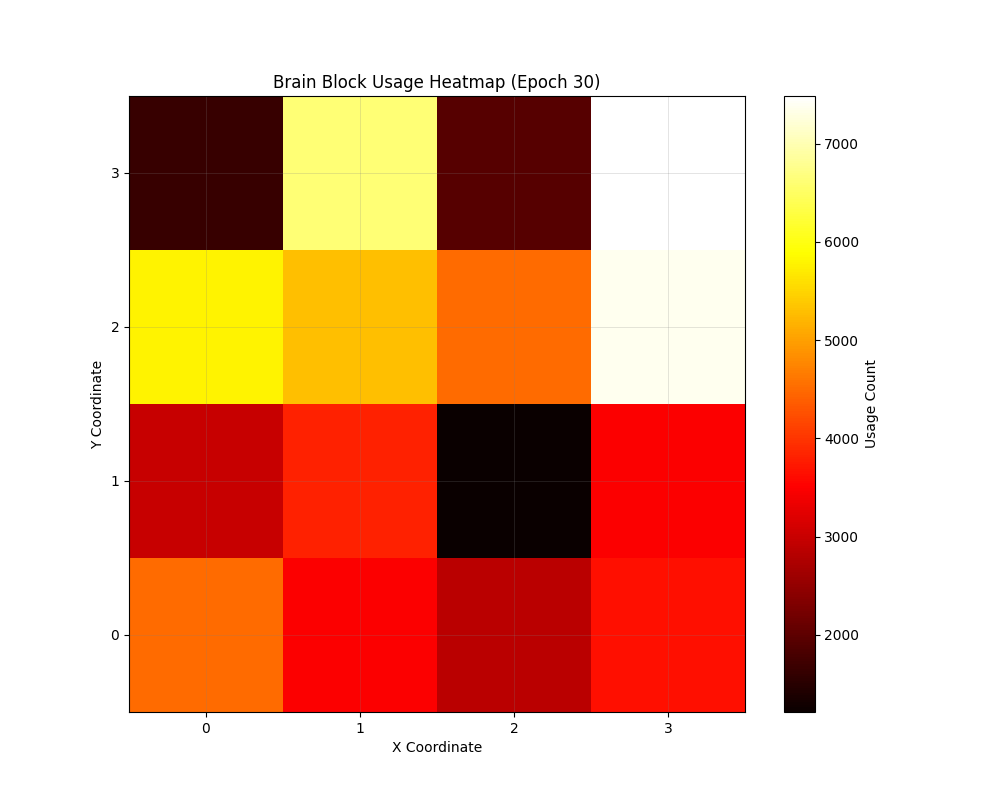 Brain Block Usage Heatmap (Epoch 30)
3
2
1
0
Y Coordinate
0 1 2 3
X Coordinate
7000
6000
5000
4000
3000
2000
Usage Count